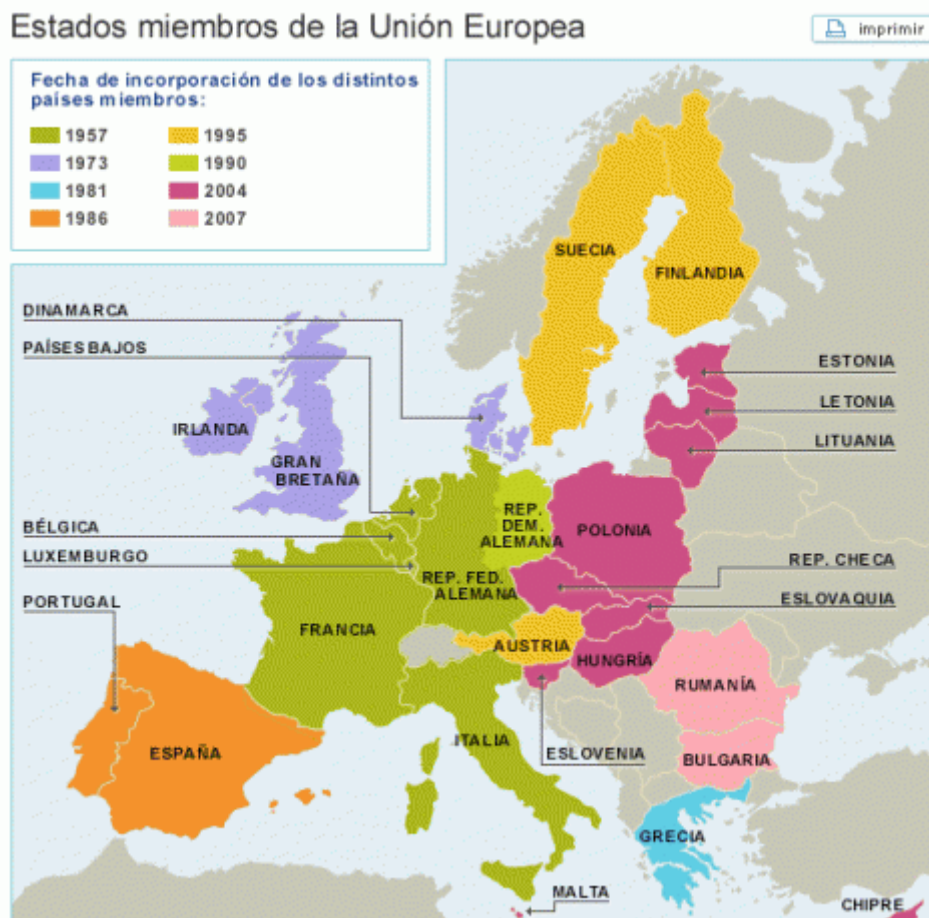 Estados miembros de la Unión Europea
imprimir
Fecha de incorporación de los distintos
países miembros:
1957
1995
1973
1990
1981
2004
1986
2007
SUECIA
FINLANDIA
DINAMARCA
PAÍSES BAJOS
ESTONIA
LETONIA
LITUANIA
IRLANDA
GRAN
BRETAÑA
BÉLGICA
LUXEMBURGO
PORTUGAL
REP.
DEM.
ALEMANA
POLONIA
REP. CHECA
ESLOVAQUIA
REP. FED.
ALEMANA
FRANCIA
AUSTRIA
HUNGRÍA
RUMANÍA
ESPAÑA
ITALIA
ESLOVENIA
BULGARIA
GRECIA
MALTA
CHIPRE